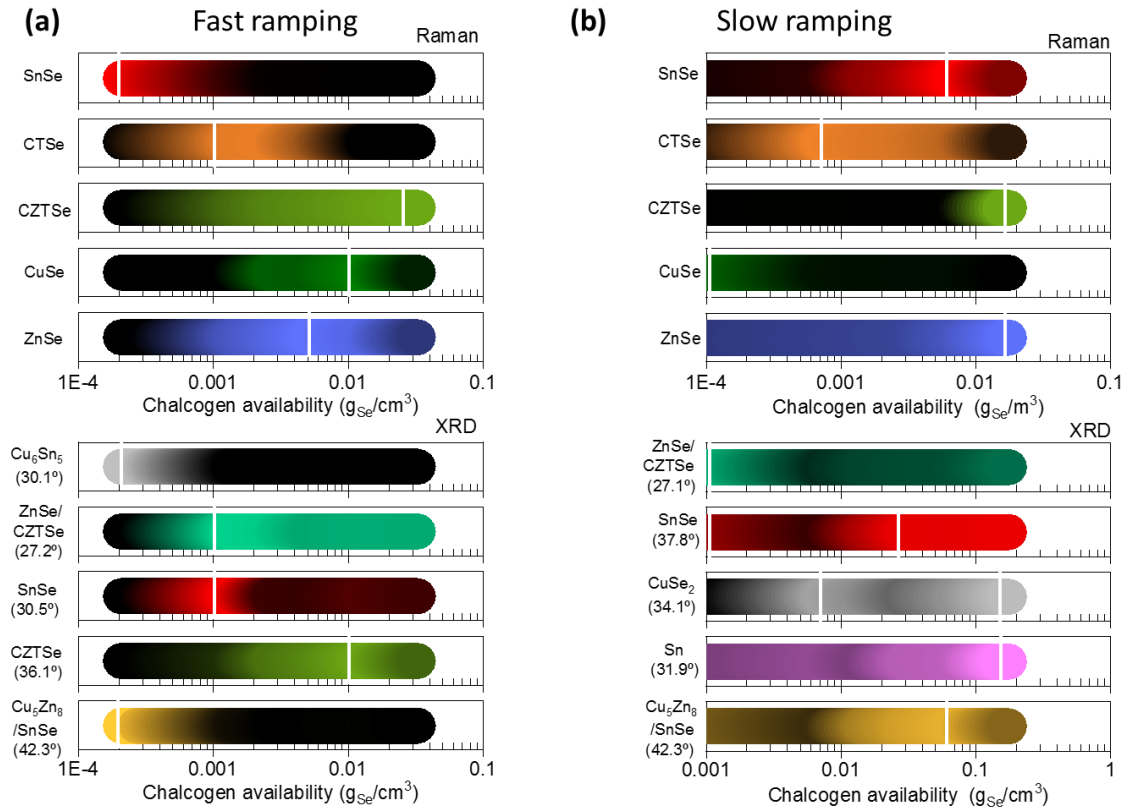 (a) Fast ramping
Raman
SnSe
CTSe
CZTSe
CuSe
ZnSe
1E-4 0.001 0.01 0.1
Chalcogen availability (gSe/cm³)
XRD
Cu₆Sn₅
(30.1º)
ZnSe/
CZTSe
(27.2º)
SnSe
(30.5º)
CZTSe
(36.1º)
Cu₅Zn₈
/SnSe
(42.3º)
1E-4 0.001 0.01 0.1
Chalcogen availability (gSe/cm³)
(b) Slow ramping
Raman
SnSe
CTSe
CZTSe
CuSe
ZnSe
1E-4 0.001 0.01 0.1
Chalcogen availability (gSe/m³)
XRD
ZnSe/
CZTSe
(27.1º)
SnSe
(37.8º)
CuSe₂
(34.1º)
Sn
(31.9º)
Cu₅Zn₈
/SnSe
(42.3º)
0.001 0.01 0.1 1
Chalcogen availability (gSe/cm³)